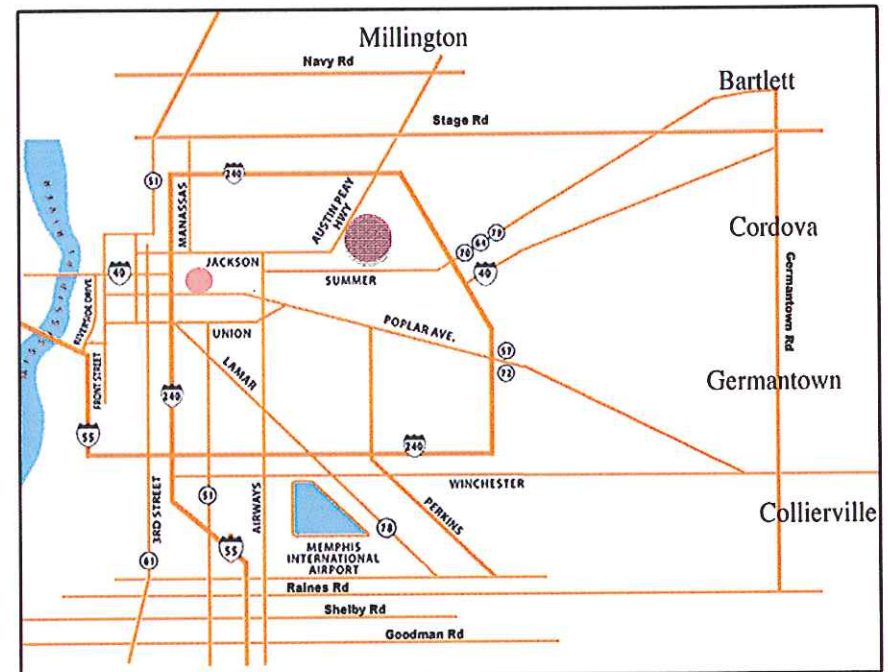 Millington
Navy Rd
Bartlett
Stage Rd
51
240
MANASSAS
AUSTIN PEAY
HWY
MISSISSIPPI RIVER
Cordova
70
64
79
40
JACKSON
40
SUMMER
Germantown Rd
RIVERSIDE DRIVE
UNION
POPLAR AVE.
57
72
LAMAR
FRONT STREET
Germantown
240
55
240
WINCHESTER
3RD STREET
51
AIRWAYS
PERKINS
78
Collierville
55
MEMPHIS
INTERNATIONAL
AIRPORT
61
Raines Rd
Shelby Rd
Goodman Rd